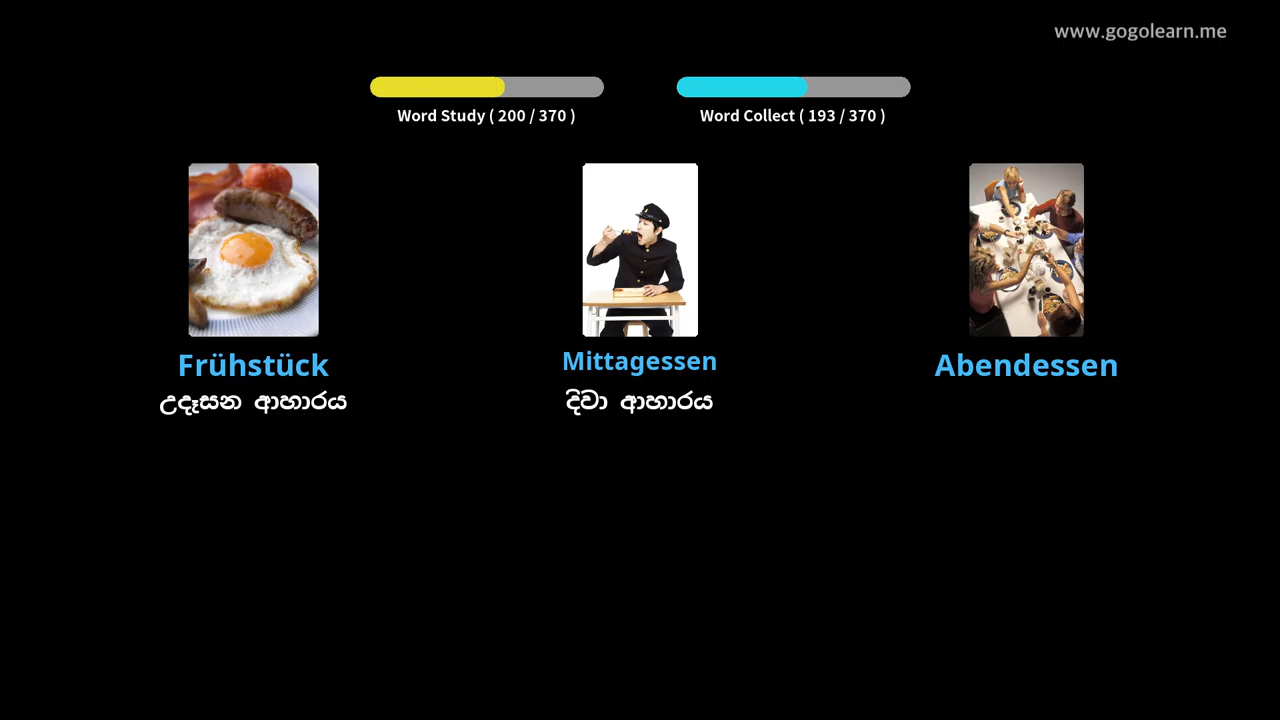 www.gogolearn.me
Word Study ( 200 / 370 )
Word Collect ( 193 / 370 )
Frühstück
Mittagessen
Abendessen
උදෑසන ආහාරය
දිවා ආහාරය